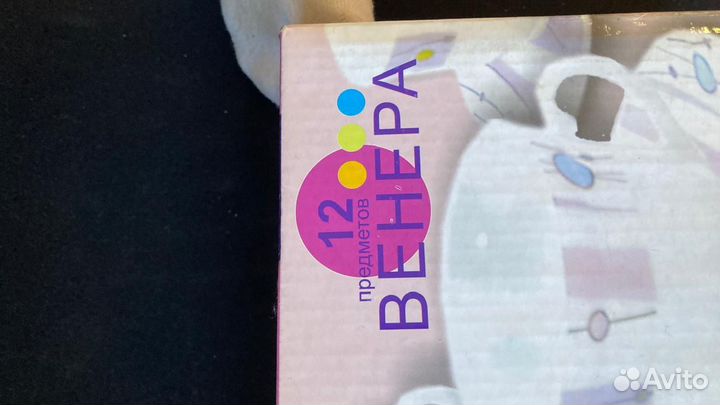 12
предметов
ВЕНЕРА
Avito